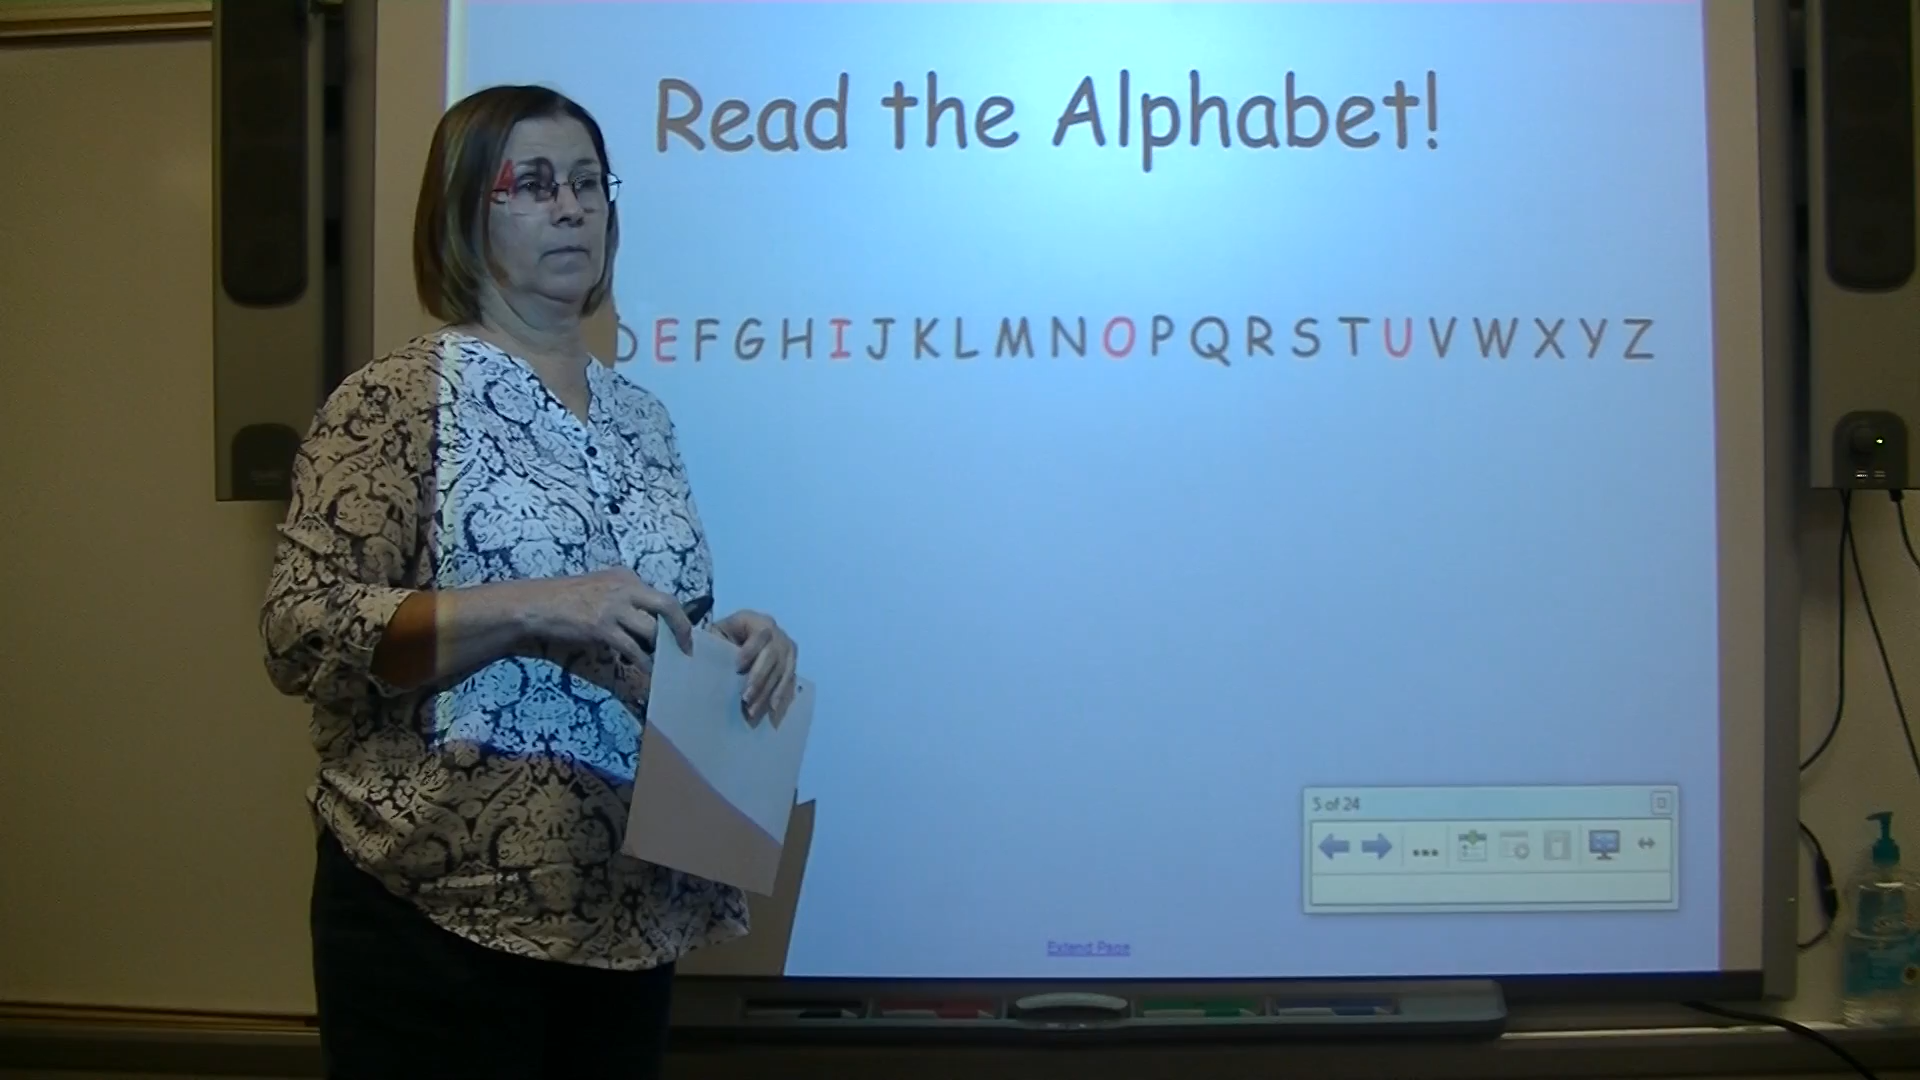 Read the Alphabet!
A B D E F G H I J K L M N O P Q R S T U V W X Y Z
5 of 24
Extend Page